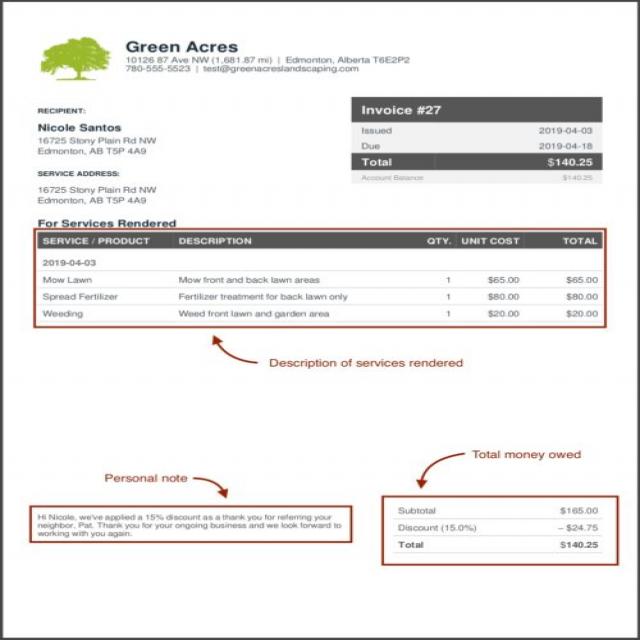 Green Acres
10126 87 Ave NW (1,681.87 mi) | Edmonton, Alberta T6E2P2
780-555-5523 | test@greenacreslandscaping.com
RECIPIENT:
Nicole Santos
16725 Stony Plain Rd NW
Edmonton, AB T5P 4A9
SERVICE ADDRESS:
16725 Stony Plain Rd NW
Edmonton, AB T5P 4A9
Invoice #27
Issued 2019-04-03
Due 2019-04-18
Total $140.25
Account Balance $140.25
For Services Rendered
SERVICE / PRODUCT DESCRIPTION QTY. UNIT COST TOTAL
2019-04-03
Mow Lawn Mow front and back lawn areas 1 $65.00 $65.00
Spread Fertilizer Fertilizer treatment for back lawn only 1 $80.00 $80.00
Weeding Weed front lawn and garden area 1 $20.00 $20.00
Description of services rendered
Total money owed
Personal note
Hi Nicole, we've applied a 15% discount as a thank you for referring your
neighbor, Pat. Thank you for your ongoing business and we look forward to
working with you again.
Subtotal $165.00
Discount (15.0%) – $24.75
Total $140.25